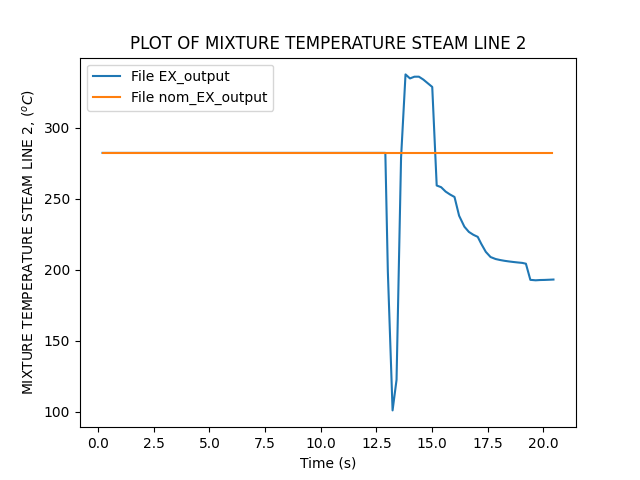 PLOT OF MIXTURE TEMPERATURE STEAM LINE 2
File EX_output
File nom_EX_output
MIXTURE TEMPERATURE STEAM LINE 2, (°C)
300
250
200
150
100
0.0 2.5 5.0 7.5 10.0 12.5 15.0 17.5 20.0
Time (s)